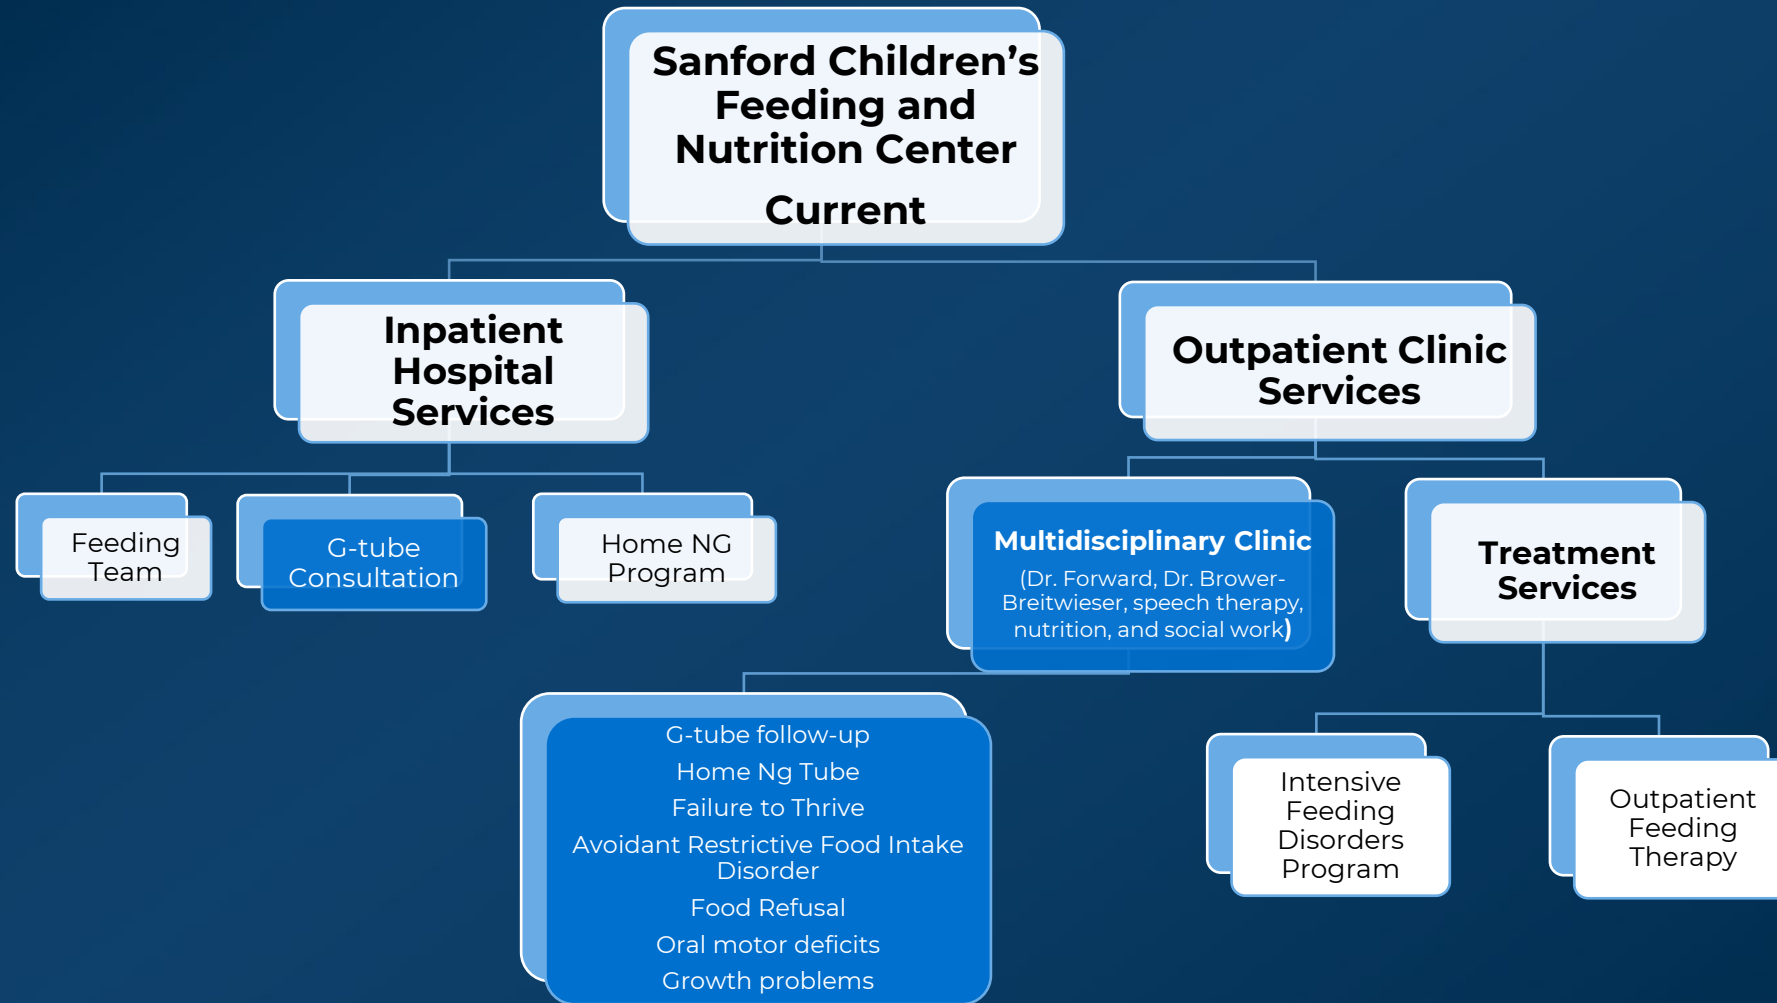 Sanford Children’s
Feeding and
Nutrition Center
Current
Inpatient
Hospital
Services
Outpatient Clinic
Services
Feeding
Team
G-tube
Consultation
Home NG
Program
Multidisciplinary Clinic
(Dr. Forward, Dr. Brower-
Breitwieser, speech therapy,
nutrition, and social work)
Treatment
Services
G-tube follow-up
Home Ng Tube
Failure to Thrive
Avoidant Restrictive Food Intake
Disorder
Food Refusal
Oral motor deficits
Growth problems
Intensive
Feeding
Disorders
Program
Outpatient
Feeding
Therapy